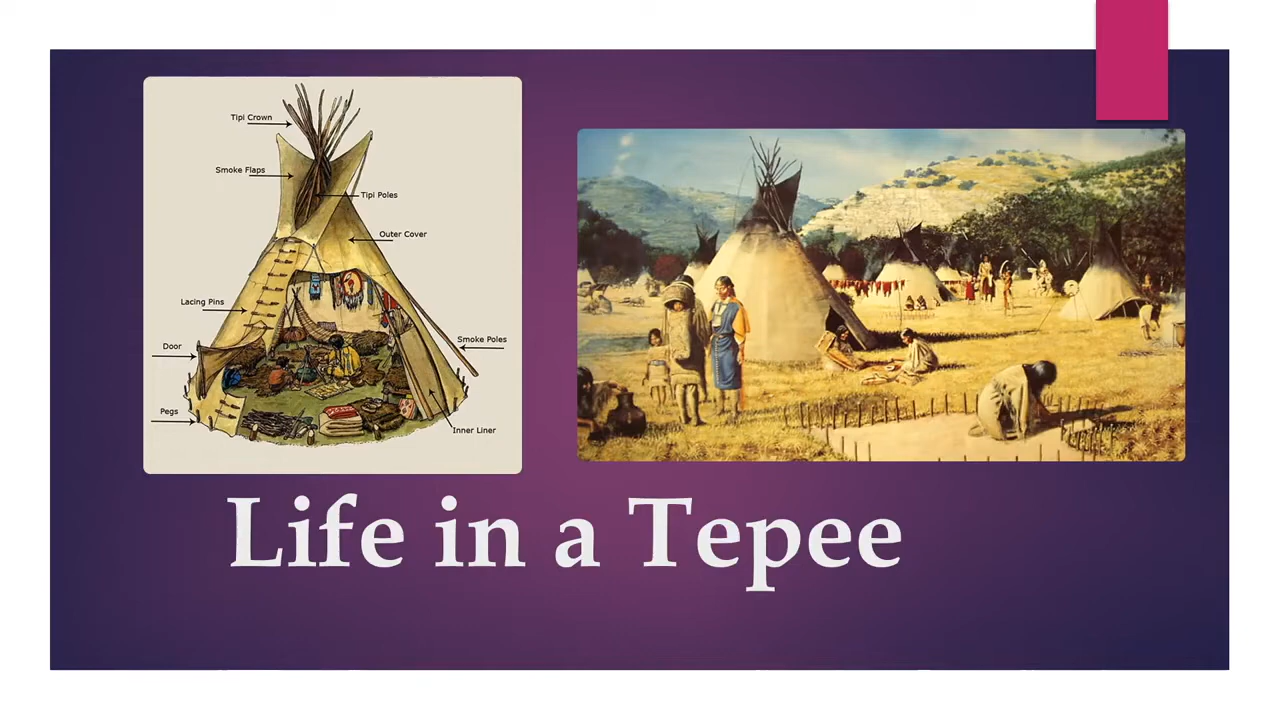 Tipi Crown
Smoke Flaps
Tipi Poles
Outer Cover
Lacing Pins
Smoke Poles
Door
Pegs
Inner Liner
Life in a Tepee